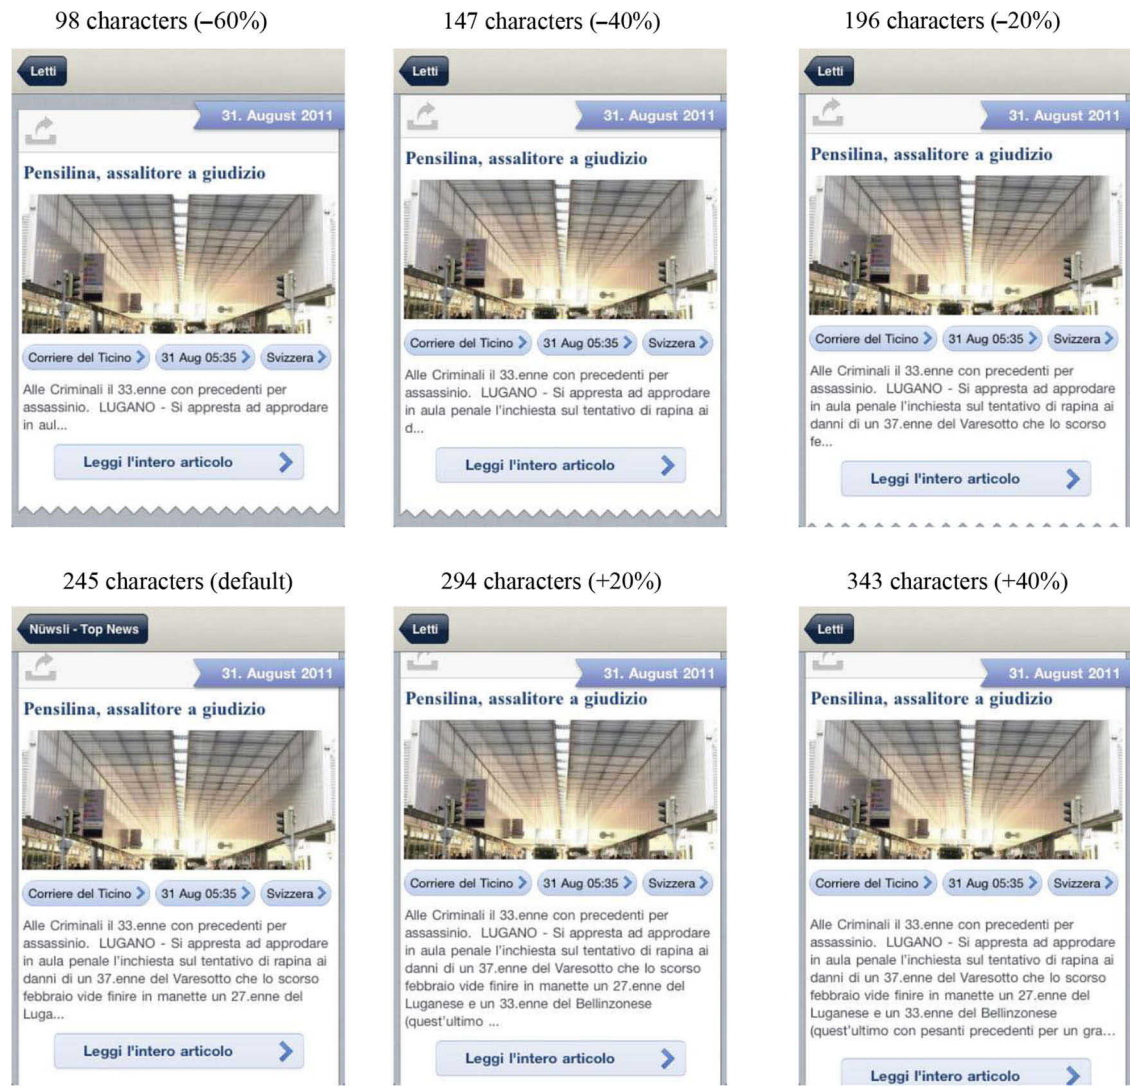 98 characters (–60%)
Letti
31. August 2011
Pensilina, assalitore a giudizio
Corriere del Ticino 31 Aug 05:35 Svizzera
Alle Criminali il 33.enne con precedenti per
assassinio. LUGANO - Si appresta ad approdare
in aul...
Leggi l'intero articolo
147 characters (–40%)
Letti
31. August 2011
Pensilina, assalitore a giudizio
Corriere del Ticino 31 Aug 05:35 Svizzera
Alle Criminali il 33.enne con precedenti per
assassinio. LUGANO - Si appresta ad approdare
in aula penale l'inchiesta sul tentativo di rapina ai
d...
Leggi l'intero articolo
196 characters (–20%)
Letti
31. August 2011
Pensilina, assalitore a giudizio
Corriere del Ticino 31 Aug 05:35 Svizzera
Alle Criminali il 33.enne con precedenti per
assassinio. LUGANO - Si appresta ad approdare
in aula penale l'inchiesta sul tentativo di rapina ai
danni di un 37.enne del Varesotto che lo scorso
fe...
Leggi l'intero articolo
245 characters (default)
Nüwsli - Top News
31. August 2011
Pensilina, assalitore a giudizio
Corriere del Ticino 31 Aug 05:35 Svizzera
Alle Criminali il 33.enne con precedenti per
assassinio. LUGANO - Si appresta ad approdare
in aula penale l'inchiesta sul tentativo di rapina ai
danni di un 37.enne del Varesotto che lo scorso
febbraio vide finire in manette un 27.enne del
Luga...
Leggi l'intero articolo
294 characters (+20%)
Letti
31. August 2011
Pensilina, assalitore a giudizio
Corriere del Ticino 31 Aug 05:35 Svizzera
Alle Criminali il 33.enne con precedenti per
assassinio. LUGANO - Si appresta ad approdare
in aula penale l'inchiesta sul tentativo di rapina ai
danni di un 37.enne del Varesotto che lo scorso
febbraio vide finire in manette un 27.enne del
Luganese e un 33.enne del Bellinzonese
(quest'ultimo ...
Leggi l'intero articolo
343 characters (+40%)
Letti
31. August 2011
Pensilina, assalitore a giudizio
Corriere del Ticino 31 Aug 05:35 Svizzera
Alle Criminali il 33.enne con precedenti per
assassinio. LUGANO - Si appresta ad approdare
in aula penale l'inchiesta sul tentativo di rapina ai
danni di un 37.enne del Varesotto che lo scorso
febbraio vide finire in manette un 27.enne del
Luganese e un 33.enne del Bellinzonese
(quest'ultimo con pesanti precedenti per un gra...
Leggi l'intero articolo